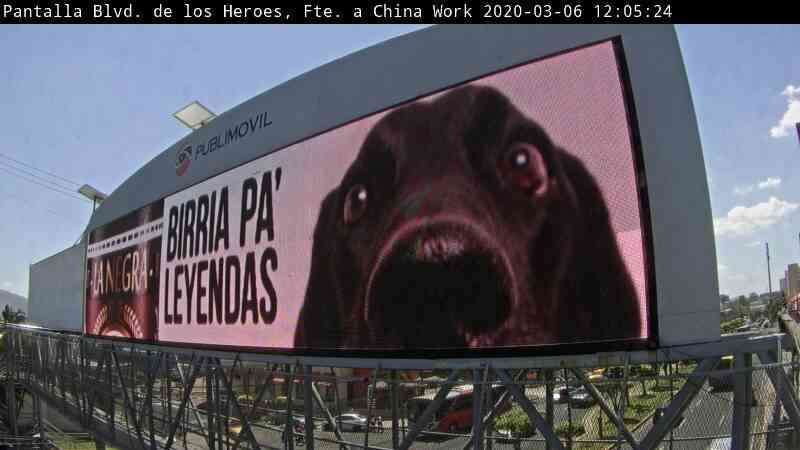 Pantalla Blvd. de los Heroes, Fte. a China Work 2020-03-06 12:05:24
PUBLIMOVIL
BIRRIA PA'
LEYENDAS
LA NEGRA